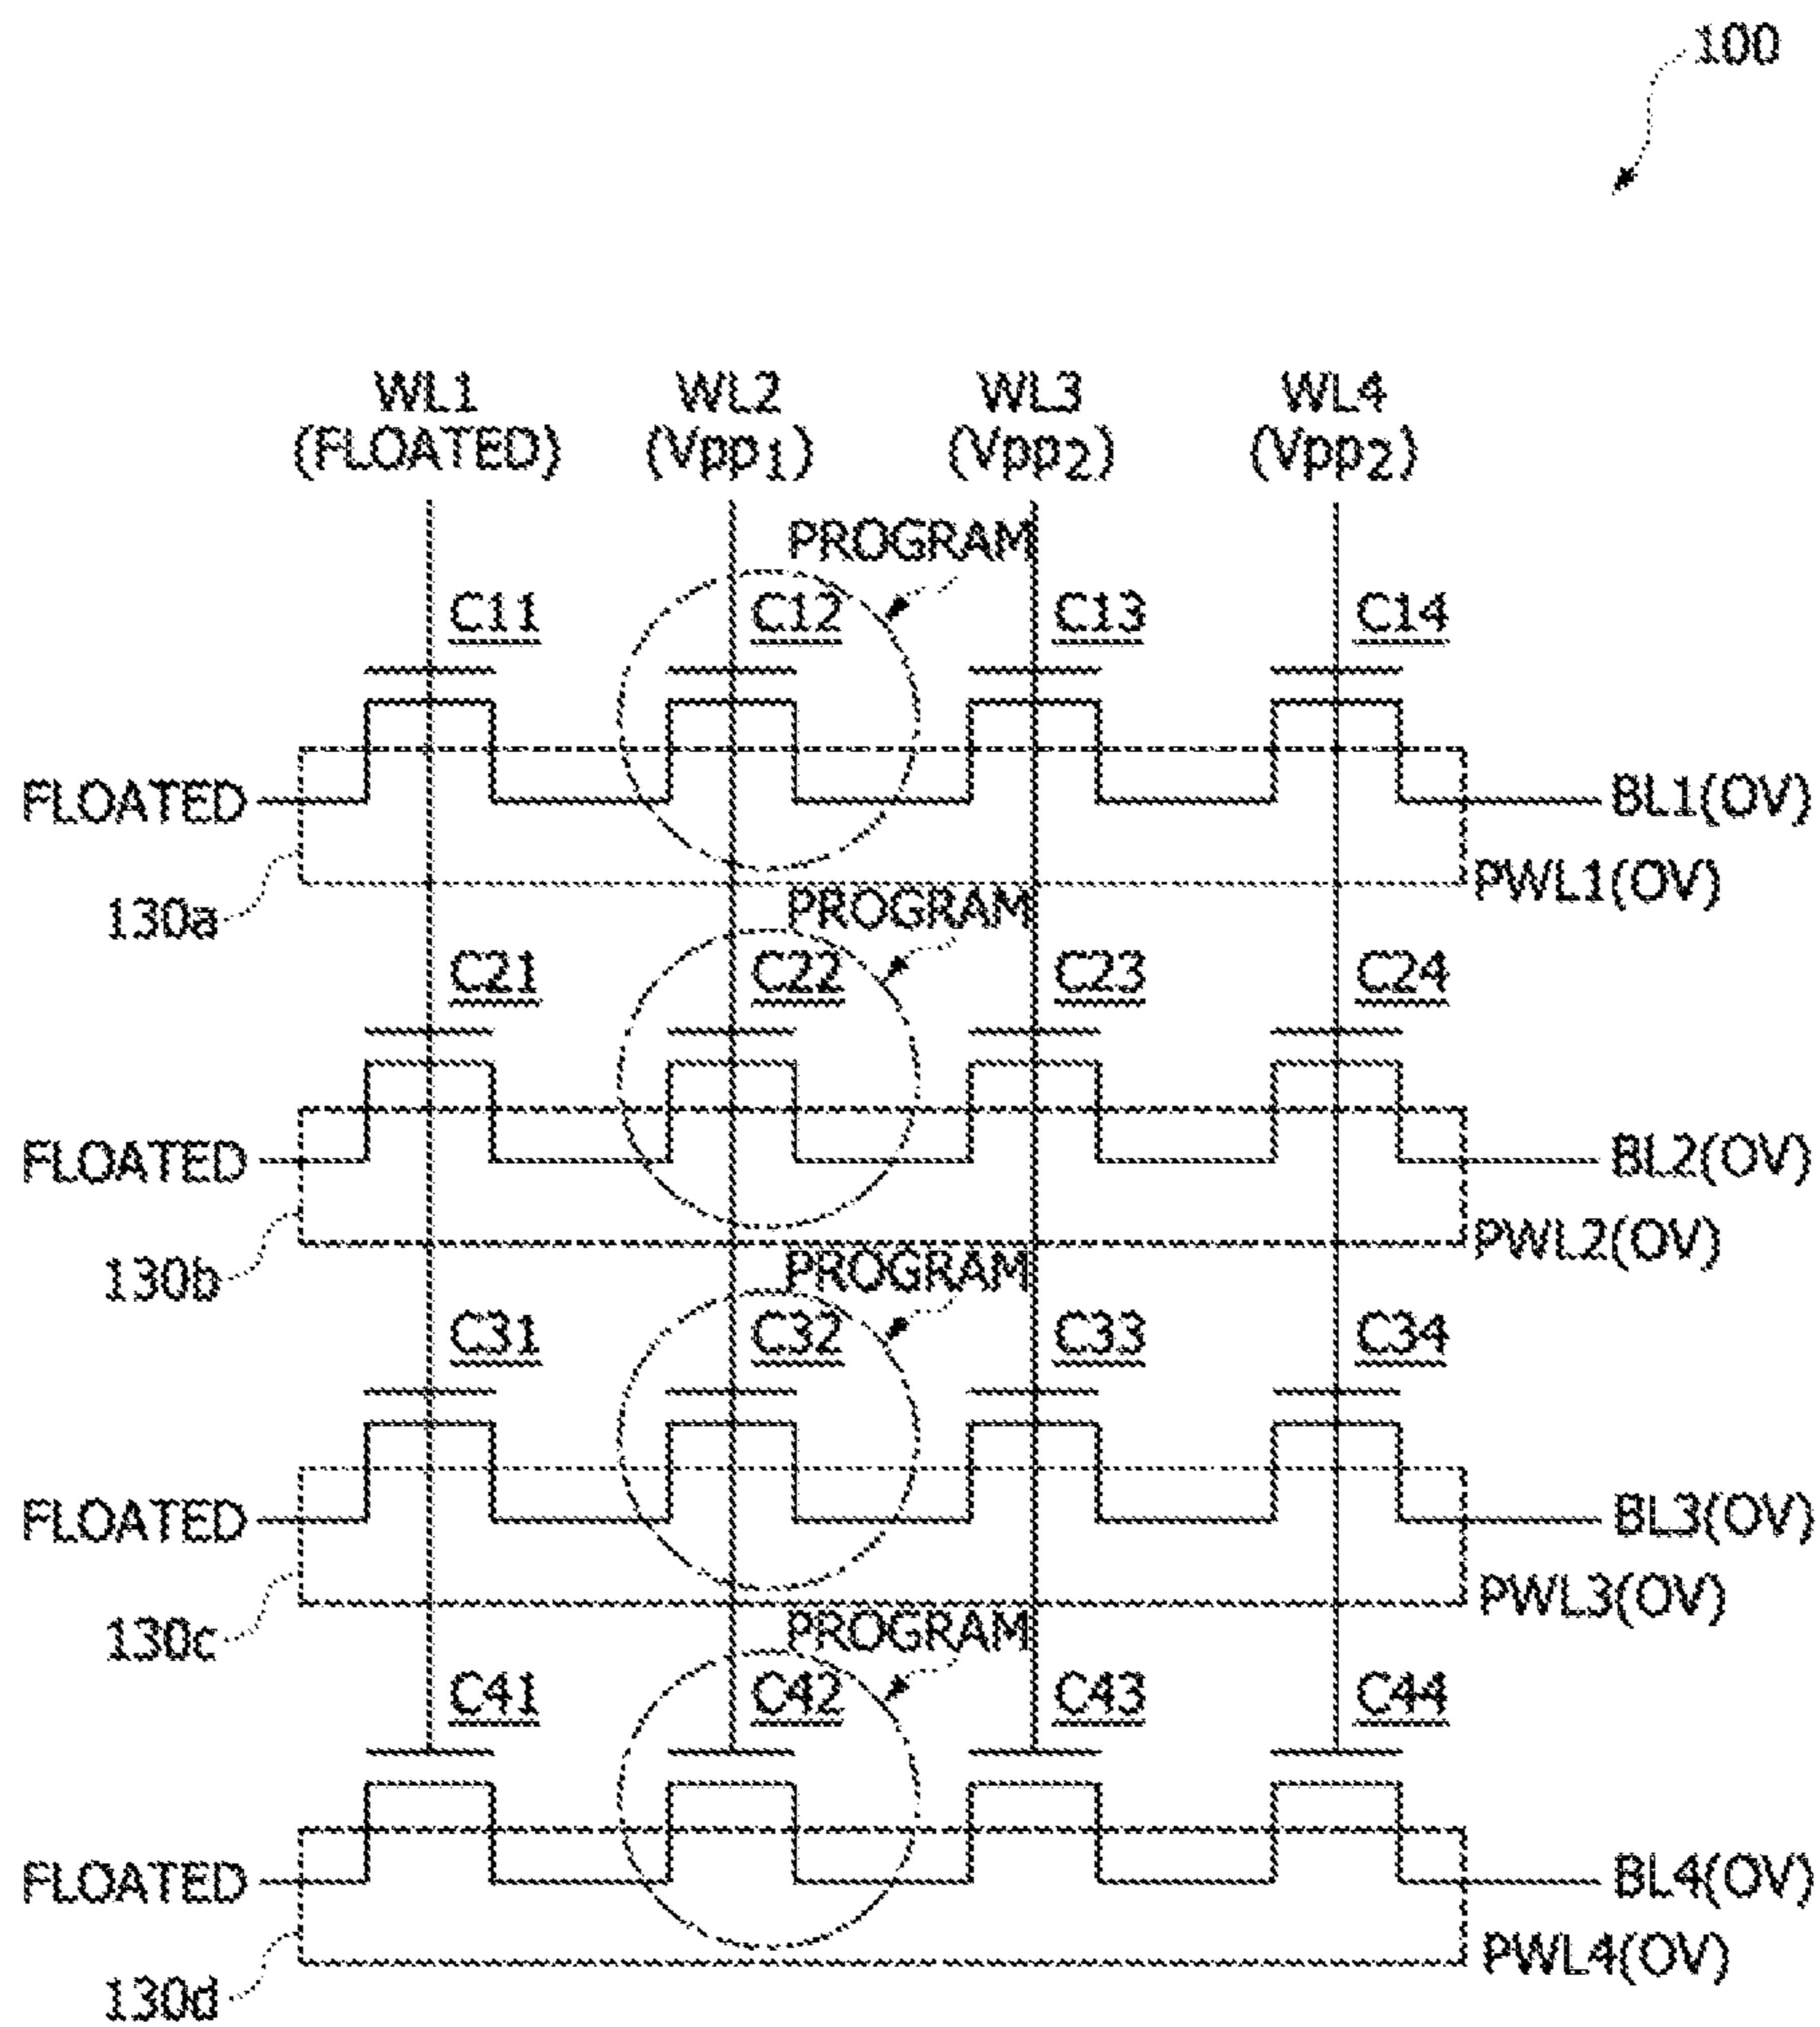 100
WL1 WL2 WL3 WL4
(FLOATED) (Vpp1) (Vpp2) (Vpp2)
PROGRAM
C11 C12 C13 C14
FLOATED BL1(0V)
130a PWL1(0V)
PROGRAM
C21 C22 C23 C24
FLOATED BL2(0V)
130b PWL2(0V)
PROGRAM
C31 C32 C33 C34
FLOATED BL3(0V)
130c PWL3(0V)
PROGRAM
C41 C42 C43 C44
FLOATED BL4(0V)
130d PWL4(0V)